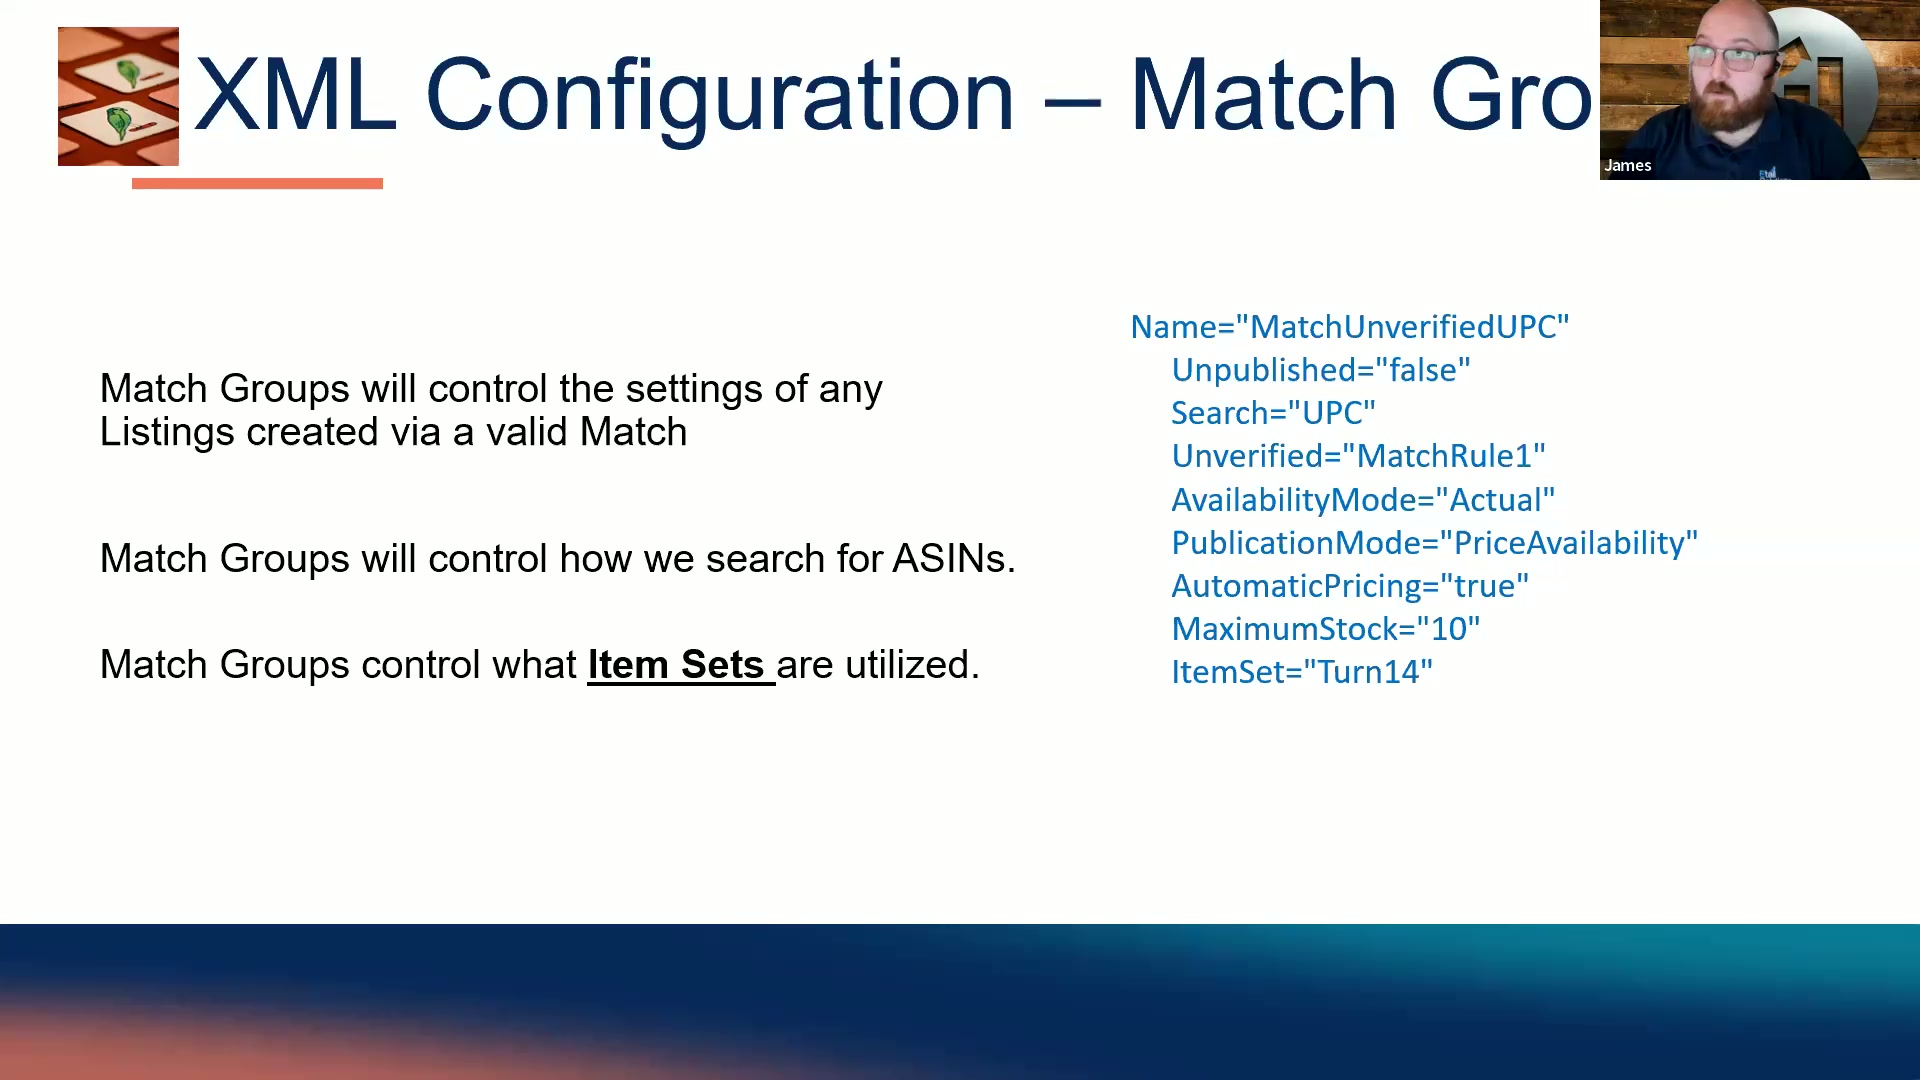 XML Configuration – Match Gro
James
Match Groups will control the settings of any
Listings created via a valid Match
Match Groups will control how we search for ASINs.
Match Groups control what Item Sets are utilized.
Name="MatchUnverifiedUPC"
Unpublished="false"
Search="UPC"
Unverified="MatchRule1"
AvailabilityMode="Actual"
PublicationMode="PriceAvailability"
AutomaticPricing="true"
MaximumStock="10"
ItemSet="Turn14"